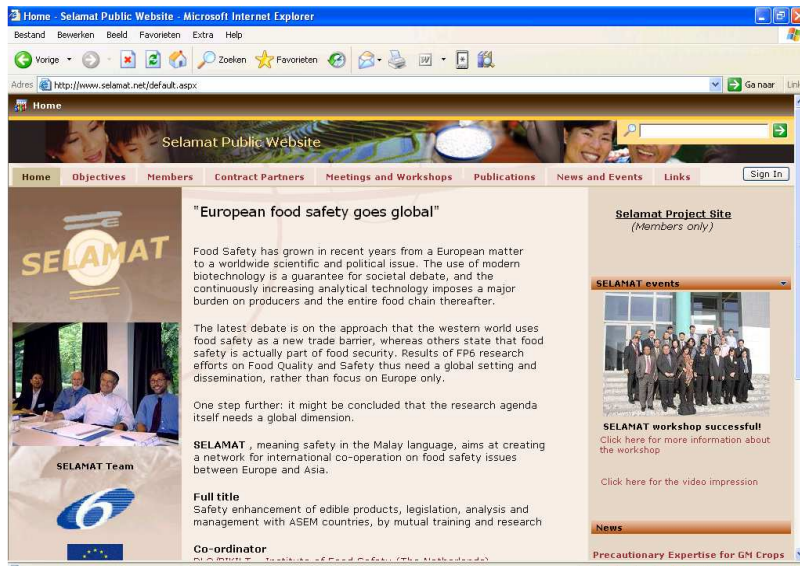 Home - Selamat Public Website - Microsoft Internet Explorer
Bestand Bewerken Beeld Favorieten Extra Help
Vorige Zoeken Favorieten
Adres http://www.selamat.net/default.aspx Ga naar
Home
Selamat Public Website
Home Objectives Members Contract Partners Meetings and Workshops Publications News and Events Links Sign In
SELAMAT
SELAMAT Team
6
"European food safety goes global"
Food Safety has grown in recent years from a European matter
to a worldwide scientific and political issue. The use of modern
biotechnology is a guarantee for societal debate, and the
continuously increasing analytical technology imposes a major
burden on producers and the entire food chain thereafter.
The latest debate is on the approach that the western world uses
food safety as a new trade barrier, whereas others state that food
safety is actually part of food security. Results of FP6 research
efforts on Food Quality and Safety thus need a global setting and
dissemination, rather than focus on Europe only.
One step further: it might be concluded that the research agenda
itself needs a global dimension.
SELAMAT , meaning safety in the Malay language, aims at creating
a network for international co-operation on food safety issues
between Europe and Asia.
Full title
Safety enhancement of edible products, legislation, analysis and
management with ASEM countries, by mutual training and research
Co-ordinator
Selamat Project Site
(Members only)
SELAMAT events
SELAMAT workshop successful!
Click here for more information about
the workshop
Click here for the video impression
News
Precautionary Expertise for GM Crops